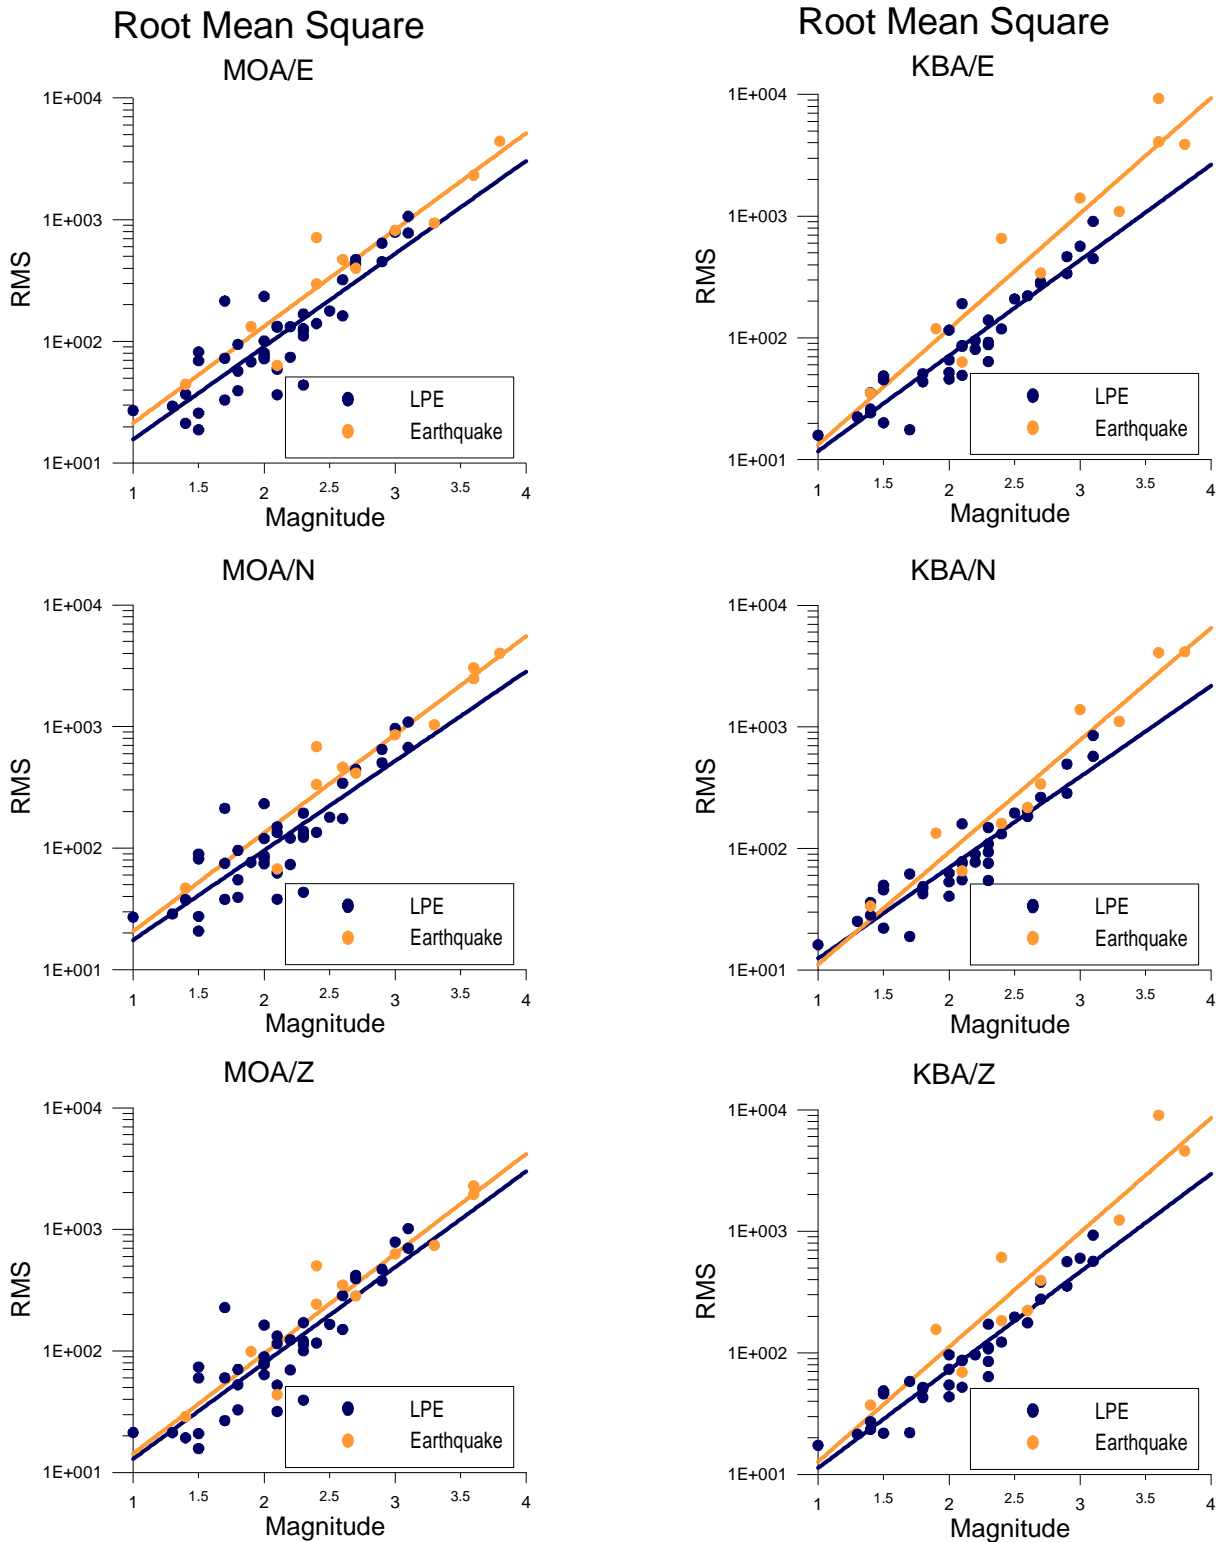 Root Mean Square
MOA/E
1E+004
1E+003
1E+002
1E+001
RMS
LPE
Earthquake
1 1.5 2 2.5 3 3.5 4
Magnitude
MOA/N
1E+004
1E+003
1E+002
1E+001
RMS
LPE
Earthquake
1 1.5 2 2.5 3 3.5 4
Magnitude
MOA/Z
1E+004
1E+003
1E+002
1E+001
RMS
LPE
Earthquake
1 1.5 2 2.5 3 3.5 4
Magnitude
Root Mean Square
KBA/E
1E+004
1E+003
1E+002
1E+001
RMS
LPE
Earthquake
1 1.5 2 2.5 3 3.5 4
Magnitude
KBA/N
1E+004
1E+003
1E+002
1E+001
RMS
LPE
Earthquake
1 1.5 2 2.5 3 3.5 4
Magnitude
KBA/Z
1E+004
1E+003
1E+002
1E+001
RMS
LPE
Earthquake
1 1.5 2 2.5 3 3.5 4
Magnitude